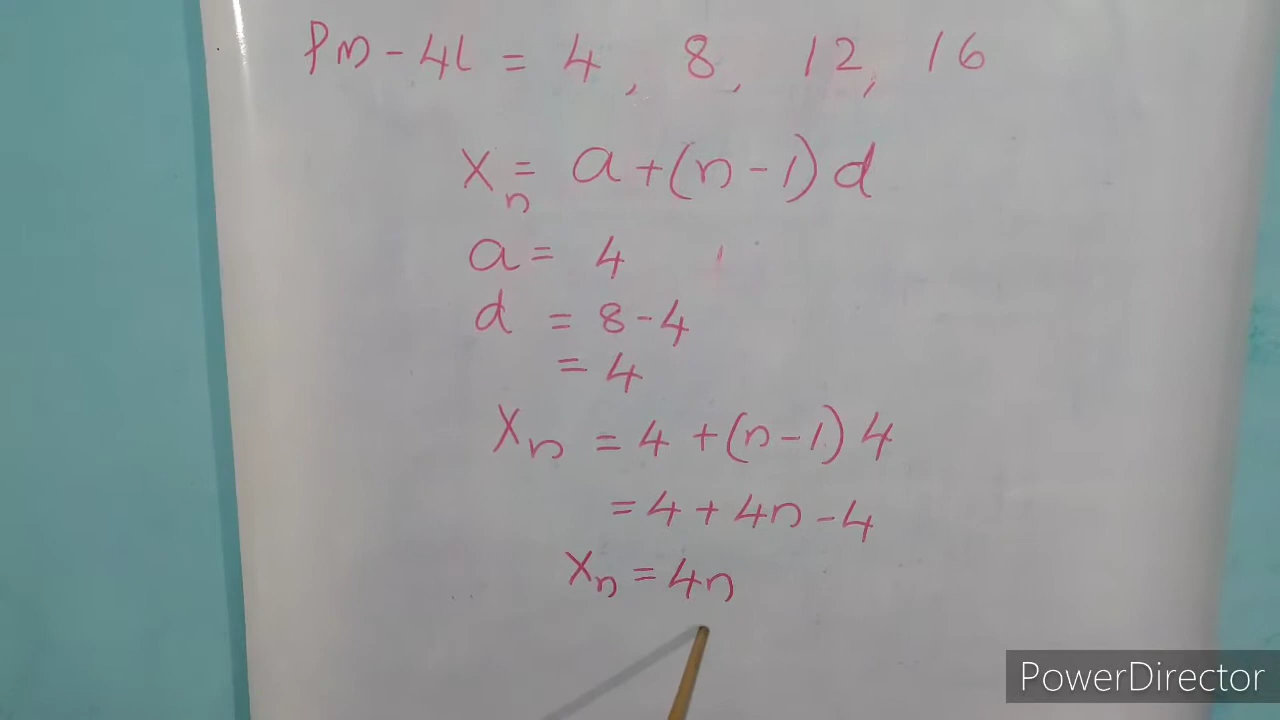 Pm - 4l = 4, 8, 12, 16
Xn = a + (n - 1) d
a = 4
d = 8 - 4
= 4
Xn = 4 + (n - 1) 4
= 4 + 4n - 4
Xn = 4n
PowerDirector